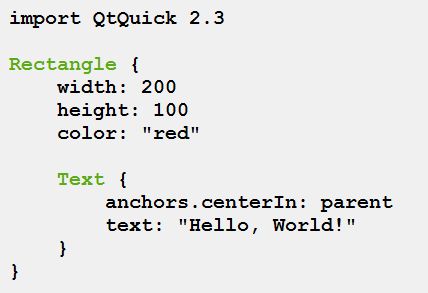 import QtQuick 2.3

Rectangle {
    width: 200
    height: 100
    color: "red"

    Text {
        anchors.centerIn: parent
        text: "Hello, World!"
    }
}